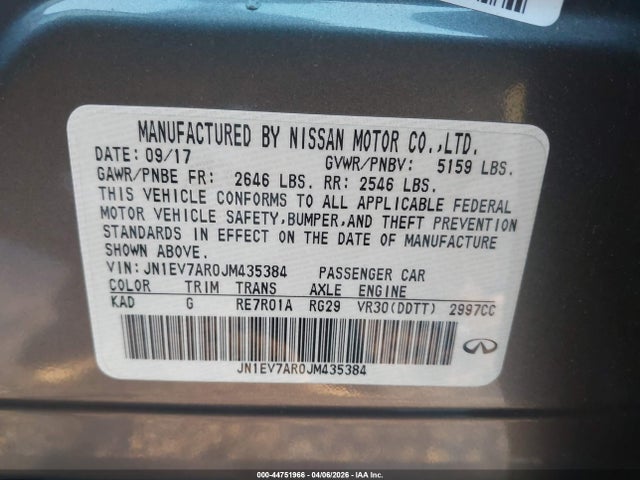 MANUFACTURED BY NISSAN MOTOR CO.,LTD.
DATE: 09/17 GVWR/PNBV: 5159 LBS.
GAWR/PNBE FR: 2646 LBS. RR: 2546 LBS.
THIS VEHICLE CONFORMS TO ALL APPLICABLE FEDERAL
MOTOR VEHICLE SAFETY,BUMPER,AND THEFT PREVENTION
STANDARDS IN EFFECT ON THE DATE OF MANUFACTURE
SHOWN ABOVE.
VIN:JN1EV7AR0JM435384 PASSENGER CAR
COLOR TRIM TRANS AXLE ENGINE
KAD G RE7R01A RG29 VR30(DDTT) 2997CC
JN1EV7AR0JM435384
000-44751966 - 04/06/2026 - IAA Inc.